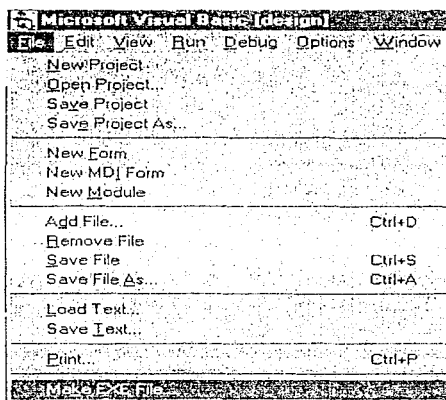 Microsoft Visual Basic [design]
File Edit View Run Debug Options Window
New Project
Open Project...
Save Project
Save Project As...
New Form
New MDI Form
New Module
Add File... Ctrl+D
Remove File
Save File Ctrl+S
Save File As... Ctrl+A
Load Text...
Save Text...
Print... Ctrl+P
Make EXE File...